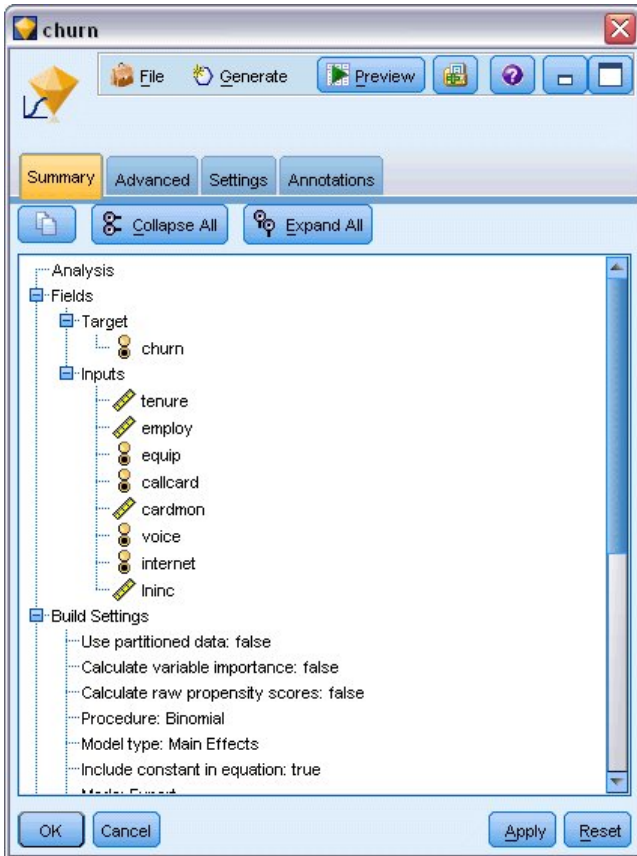 churn
File Generate Preview
Summary Advanced Settings Annotations
Collapse All Expand All
Analysis
Fields
Target
churn
Inputs
tenure
employ
equip
callcard
cardmon
voice
internet
lninc
Build Settings
Use partitioned data: false
Calculate variable importance: false
Calculate raw propensity scores: false
Procedure: Binomial
Model type: Main Effects
Include constant in equation: true
Mode: Expert
OK Cancel Apply Reset